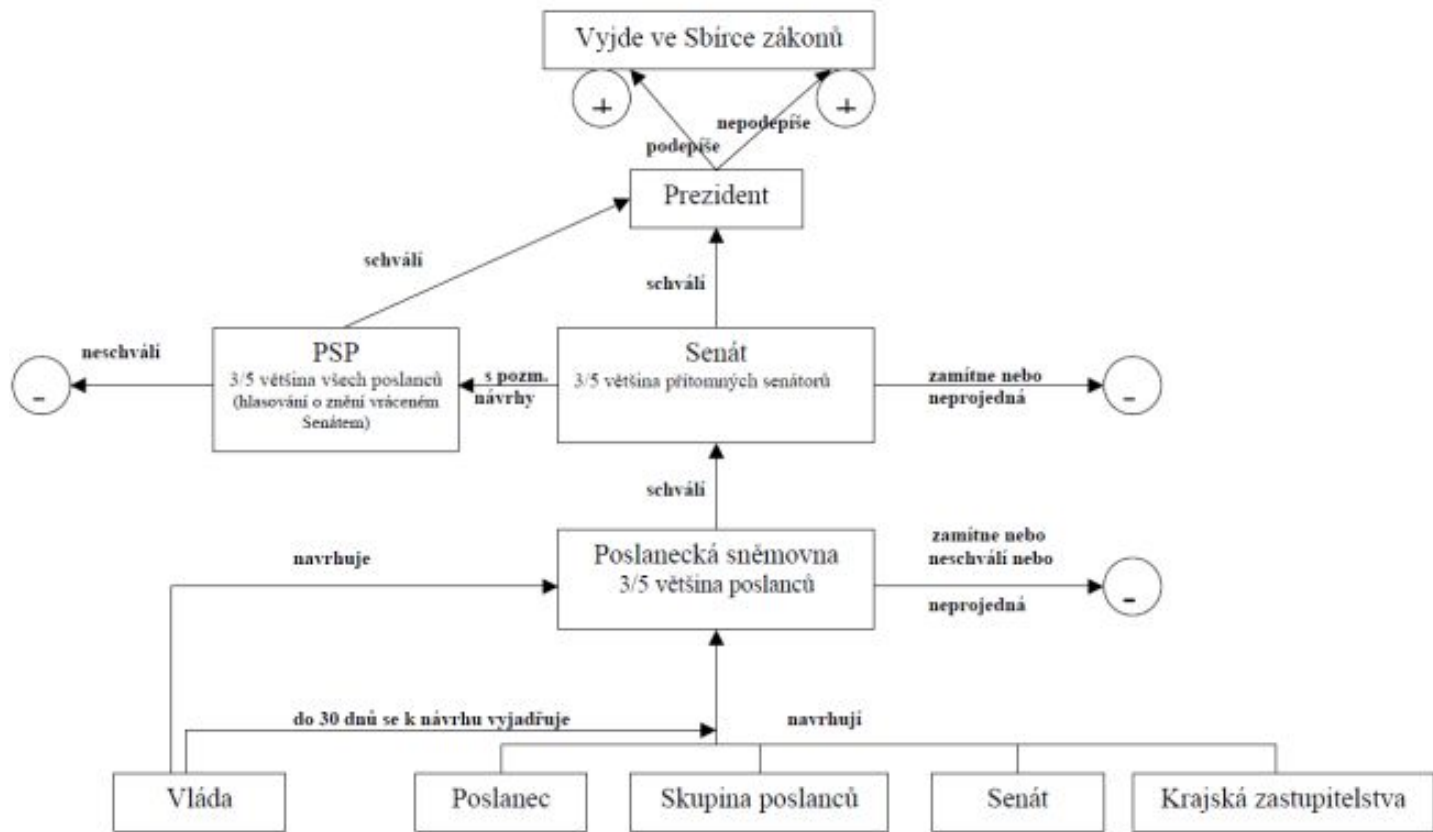 Vyjde ve Sbírce zákonů
+
+
nepodepíše
podepíše
Prezident
schválí
schválí
neschválí
-
PSP
3/5 většina všech poslanců
(hlasování o znění vráceném
Senátem)
s pozm.
návrhy
Senát
3/5 většina přítomných senátorů
zamítne nebo
neprojedná
-
schválí
navrhuje
Poslanecká sněmovna
3/5 většina poslanců
zamítne nebo
neschválí nebo
neprojedná
-
do 30 dnů se k návrhu vyjadřuje
navrhují
Vláda
Poslanec
Skupina poslanců
Senát
Krajská zastupitelstva